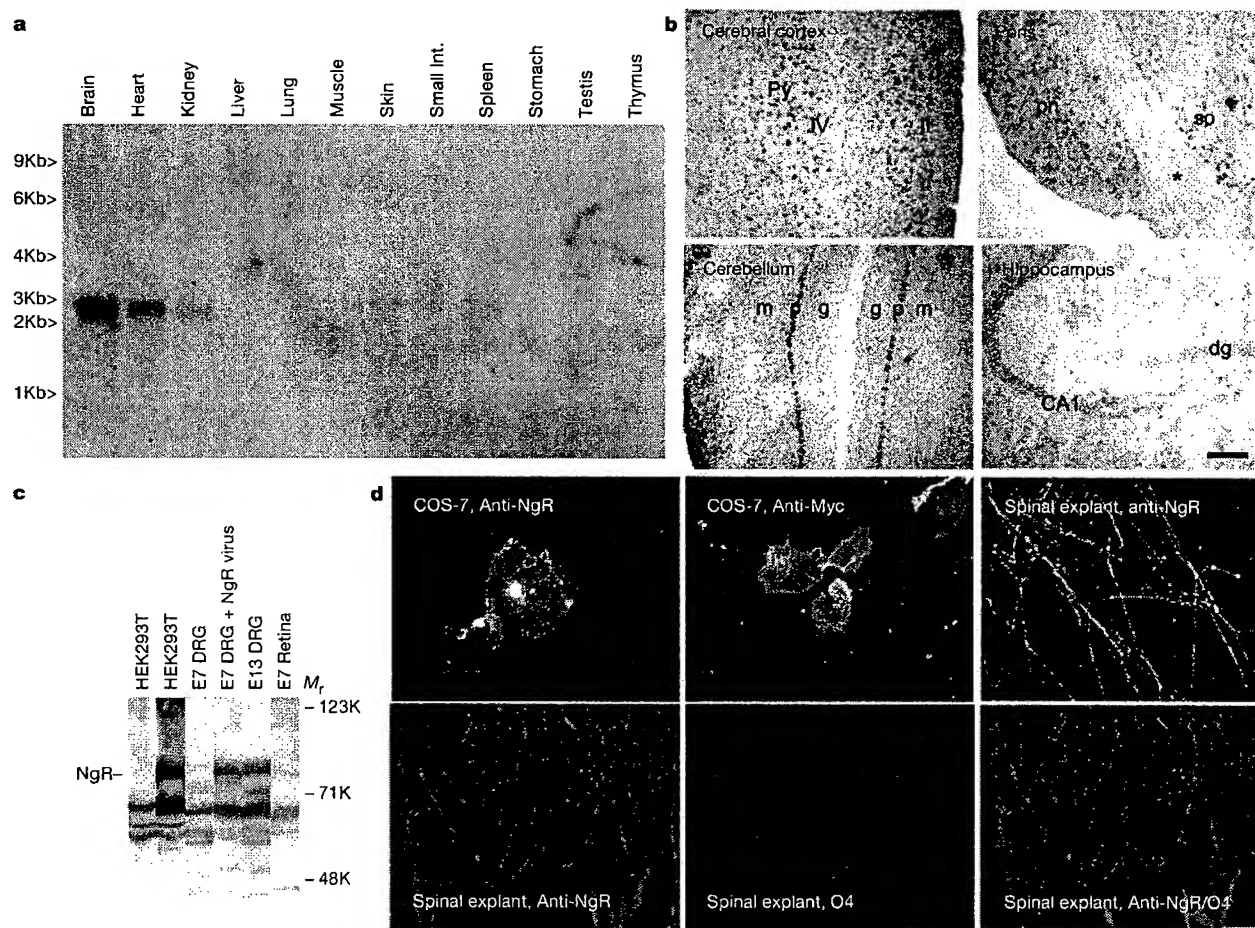 a
Brain
Heart
Kidney
Liver
Lung
Muscle
Skin
Small Int.
Spleen
Stomach
Testis
Thymus
9Kb>
6Kb>
4Kb>
3Kb>
2Kb>
1Kb>
b
Cerebral cortex
Py
IV
II
Pons
pn
sp
*
Cerebellum
m p g g p m
Hippocampus
dg
CA1
c
HEK293T
HEK293T
E7 DRG
E7 DRG + NgR virus
E13 DRG
E7 Retina
Mr
– 123K
NgR–
– 71K
– 48K
d
COS-7, Anti-NgR
COS-7, Anti-Myc
Spinal explant, anti-NgR
Spinal explant, Anti-NgR
Spinal explant, O4
Spinal explant, Anti-NgR/O4